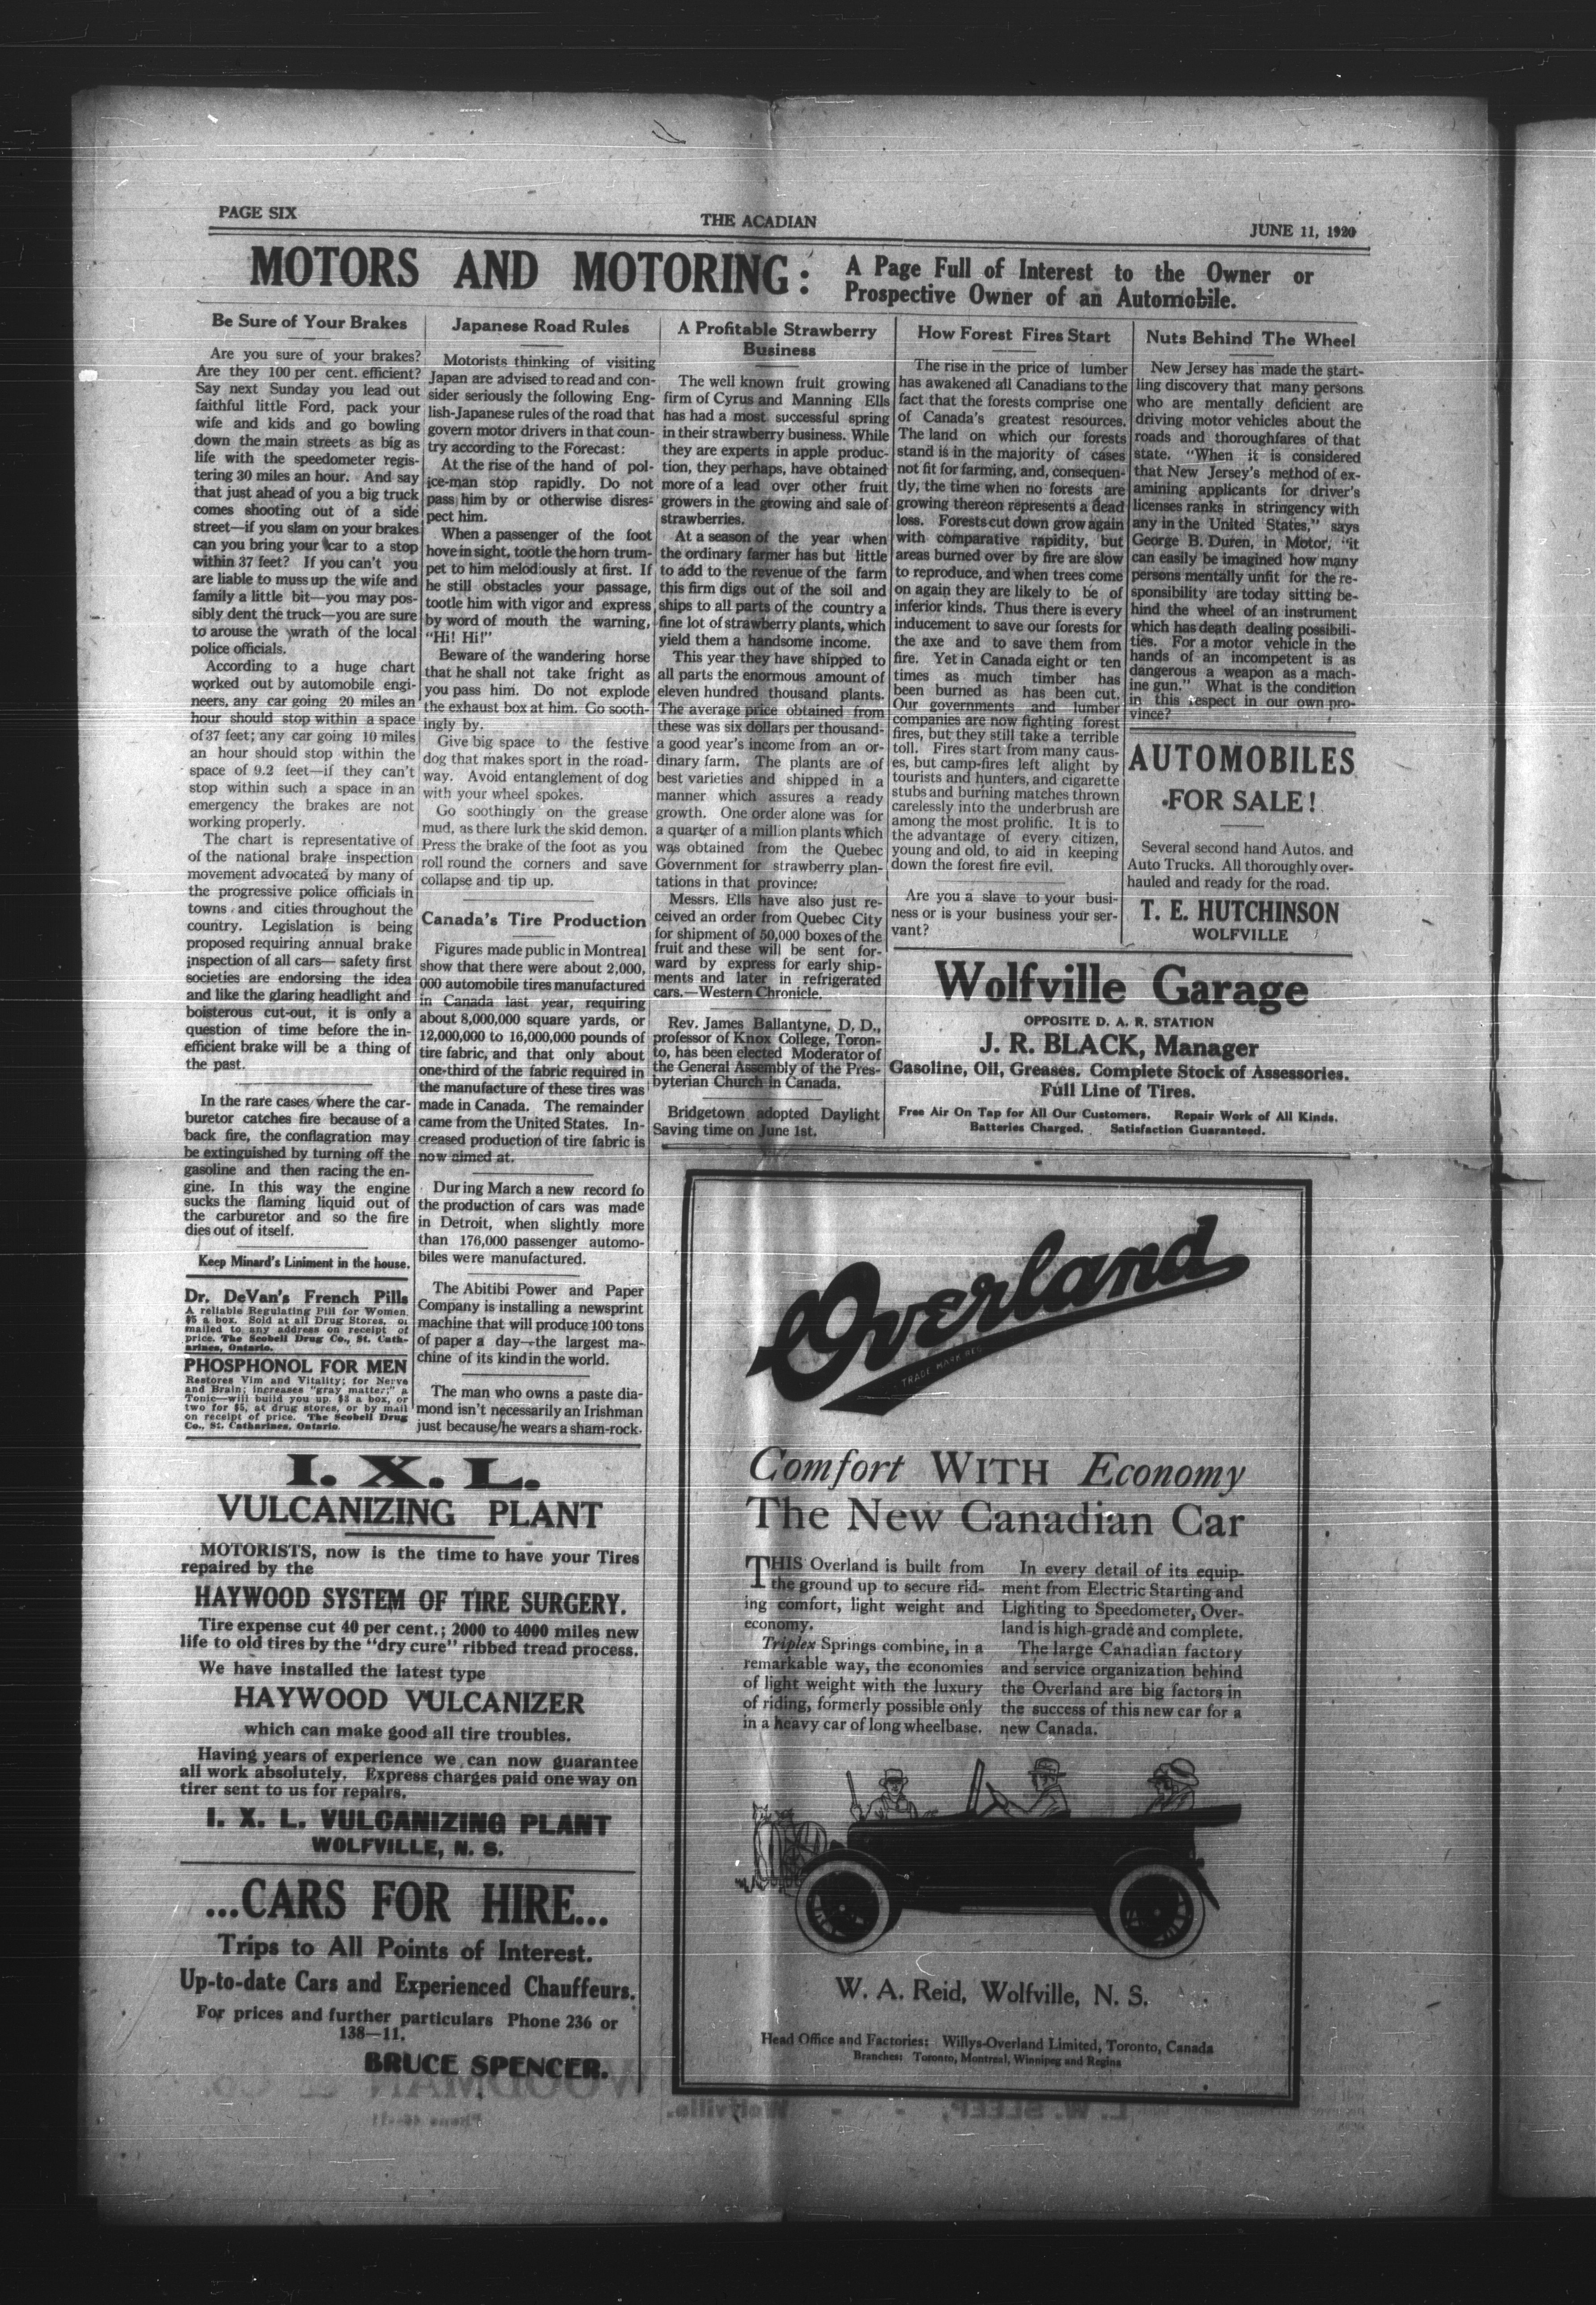 PAGE SIX
THE ACADIAN
JUNE 11, 1920
MOTORS AND MOTORING:
A Page Full of Interest to the Owner or
Prospective Owner of an Automobile.
Be Sure of Your Brakes
Are you sure of your brakes?
Are they 100 per cent. efficient?
Say next Sunday you lead out
faithful little Ford, pack your
wife and kids and go bowling
down the main streets as big as
life with the speedometer regis-
tering 30 miles an hour. And say
that just ahead of you a big truck
comes shooting out of a side
street—if you slam on your brakes
can you bring your car to a stop
within 37 feet? If you can't you
are liable to muss up the wife and
family a little bit—you may pos-
sibly dent the truck—you are sure
to arouse the wrath of the local
police officials.
According to a huge chart
worked out by automobile engi-
neers, any car going 20 miles an
hour should stop within a space
of 37 feet; any car going 10 miles
an hour should stop within the
space of 9.2 feet—if they can't
stop within such a space in an
emergency the brakes are not
working properly.
The chart is representative of
of the national brake inspection
movement advocated by many of
the progressive police officials in
towns and cities throughout the
country. Legislation is being
proposed requiring annual brake
inspection of all cars— safety first
societies are endorsing the idea
and like the glaring headlight and
boisterous cut-out, it is only a
question of time before the in-
efficient brake will be a thing of
the past.
In the rare cases where the car-
buretor catches fire because of a
back fire, the conflagration may
be extinguished by turning off the
gasoline and then racing the en-
gine. In this way the engine
sucks the flaming liquid out of
the carburetor and so the fire
dies out of itself.
Keep Minard's Liniment in the house.
Dr. DeVan's French Pills
A reliable Regulating Pill for Women.
$5 a box. Sold at all Drug Stores, or
mailed to any address on receipt of
price. The Scobell Drug Co., St. Cath-
arines, Ontario.
PHOSPHONOL FOR MEN
Restores Vim and Vitality; for Nerve
and Brain; increases "gray matter;" a
Tonic—will build you up. $3 a box, or
two for $5, at drug stores, or by mail
on receipt of price. The Scobell Drug
Co., St. Catharines, Ontario.
Japanese Road Rules
Motorists thinking of visiting
Japan are advised to read and con-
sider seriously the following Eng-
lish-Japanese rules of the road that
govern motor drivers in that coun-
try according to the Forecast:
At the rise of the hand of pol-
ice-man stop rapidly. Do not
pass him by or otherwise disres-
pect him.
When a passenger of the foot
hove in sight, tootle the horn trum-
pet to him melodiously at first. If
he still obstacles your passage,
tootle him with vigor and express
by word of mouth the warning,
"Hi! Hi!"
Beware of the wandering horse
that he shall not take fright as
you pass him. Do not explode
the exhaust box at him. Go sooth-
ingly by.
Give big space to the festive
dog that makes sport in the road-
way. Avoid entanglement of dog
with your wheel spokes.
Go soothingly on the grease
mud, as there lurk the skid demon.
Press the brake of the foot as you
roll round the corners and save
collapse and tip up.
Canada's Tire Production
Figures made public in Montreal
show that there were about 2,000,
000 automobile tires manufactured
in Canada last year, requiring
about 8,000,000 square yards, or
12,000,000 to 16,000,000 pounds of
tire fabric, and that only about
one-third of the fabric required in
the manufacture of these tires was
made in Canada. The remainder
came from the United States. In-
creased production of tire fabric is
now aimed at.
During March a new record fo
the production of cars was made
in Detroit, when slightly more
than 176,000 passenger automo-
biles were manufactured.
The Abitibi Power and Paper
Company is installing a newsprint
machine that will produce 100 tons
of paper a day—the largest ma-
chine of its kind in the world.
The man who owns a paste dia-
mond isn't necessarily an Irishman
just because he wears a sham-rock.
A Profitable Strawberry
Business
The well known fruit growing
firm of Cyrus and Manning Ells
has had a most successful spring
in their strawberry business. While
they are experts in apple produc-
tion, they perhaps, have obtained
more of a lead over other fruit
growers in the growing and sale of
strawberries.
At a season of the year when
the ordinary farmer has but little
to add to the revenue of the farm
this firm digs out of the soil and
ships to all parts of the country a
fine lot of strawberry plants, which
yield them a handsome income.
This year they have shipped to
all parts the enormous amount of
eleven hundred thousand plants.
The average price obtained from
these was six dollars per thousand-
a good year's income from an or-
dinary farm. The plants are of
best varieties and shipped in a
manner which assures a ready
growth. One order alone was for
a quarter of a million plants which
was obtained from the Quebec
Government for strawberry plan-
tations in that province.
Messrs. Ells have also just re-
ceived an order from Quebec City
for shipment of 50,000 boxes of the
fruit and these will be sent for-
ward by express for early ship-
ments and later in refrigerated
cars.—Western Chronicle.
Rev. James Ballantyne, D. D.,
professor of Knox College, Toron-
to, has been elected Moderator of
the General Assembly of the Pres-
byterian Church in Canada.
Bridgetown adopted Daylight
Saving time on June 1st.
How Forest Fires Start
The rise in the price of lumber
has awakened all Canadians to the
fact that the forests comprise one
of Canada's greatest resources.
The land on which our forests
stand is in the majority of cases
not fit for farming, and, consequen-
tly, the time when no forests are
growing thereon represents a dead
loss. Forests cut down grow again
with comparative rapidity, but
areas burned over by fire are slow
to reproduce, and when trees come
on again they are likely to be of
inferior kinds. Thus there is every
inducement to save our forests for
the axe and to save them from
fire. Yet in Canada eight or ten
times as much timber has
been burned as has been cut.
Our governments and lumber
companies are now fighting forest
fires, but they still take a terrible
toll. Fires start from many caus-
es, but camp-fires left alight by
tourists and hunters, and cigarette
stubs and burning matches thrown
carelessly into the underbrush are
among the most prolific. It is to
the advantage of every citizen,
young and old, to aid in keeping
down the forest fire evil.
Are you a slave to your busi-
ness or is your business your ser-
vant?
Nuts Behind The Wheel
New Jersey has made the start-
ling discovery that many persons
who are mentally deficient are
driving motor vehicles about the
roads and thoroughfares of that
state. "When it is considered
that New Jersey's method of ex-
amining applicants for driver's
licenses ranks in stringency with
any in the United States," says
George B. Duren, in Motor, "it
can easily be imagined how many
persons mentally unfit for the re-
sponsibility are today sitting be-
hind the wheel of an instrument
which has death dealing possibili-
ties. For a motor vehicle in the
hands of an incompetent is as
dangerous a weapon as a mach-
ine gun." What is the condition
in this respect in our own pro-
vince?
AUTOMOBILES
FOR SALE!
Several second hand Autos. and
Auto Trucks. All thoroughly over-
hauled and ready for the road.
T. E. HUTCHINSON
WOLFVILLE
Wolfville Garage
OPPOSITE D. A. R. STATION
J. R. BLACK, Manager
Gasoline, Oil, Greases. Complete Stock of Assessories.
Full Line of Tires.
Free Air On Tap for All Our Customers. Repair Work of All Kinds.
Batteries Charged. Satisfaction Guaranteed.
I. X. L.
VULCANIZING PLANT
MOTORISTS, now is the time to have your Tires
repaired by the
HAYWOOD SYSTEM OF TIRE SURGERY.
Tire expense cut 40 per cent.; 2000 to 4000 miles new
life to old tires by the "dry cure" ribbed tread process.
We have installed the latest type
HAYWOOD VULCANIZER
which can make good all tire troubles.
Having years of experience we can now guarantee
all work absolutely. Express charges paid one way on
tirer sent to us for repairs.
I. X. L. VULCANIZING PLANT
WOLFVILLE, N. S.
...CARS FOR HIRE...
Trips to All Points of Interest.
Up-to-date Cars and Experienced Chauffeurs.
For prices and further particulars Phone 236 or
138—11.
BRUCE SPENCER.
Overland
TRADE MARK REG.
Comfort WITH Economy
The New Canadian Car
THIS Overland is built from
the ground up to secure rid-
ing comfort, light weight and
economy.
Triplex Springs combine, in a
remarkable way, the economies
of light weight with the luxury
of riding, formerly possible only
in a heavy car of long wheelbase.
In every detail of its equip-
ment from Electric Starting and
Lighting to Speedometer, Over-
land is high-grade and complete.
The large Canadian factory
and service organization behind
the Overland are big factors in
the success of this new car for a
new Canada.
W. A. Reid, Wolfville, N. S.
Head Office and Factories: Willys-Overland Limited, Toronto, Canada
Branches: Toronto, Montreal, Winnipeg and Regina